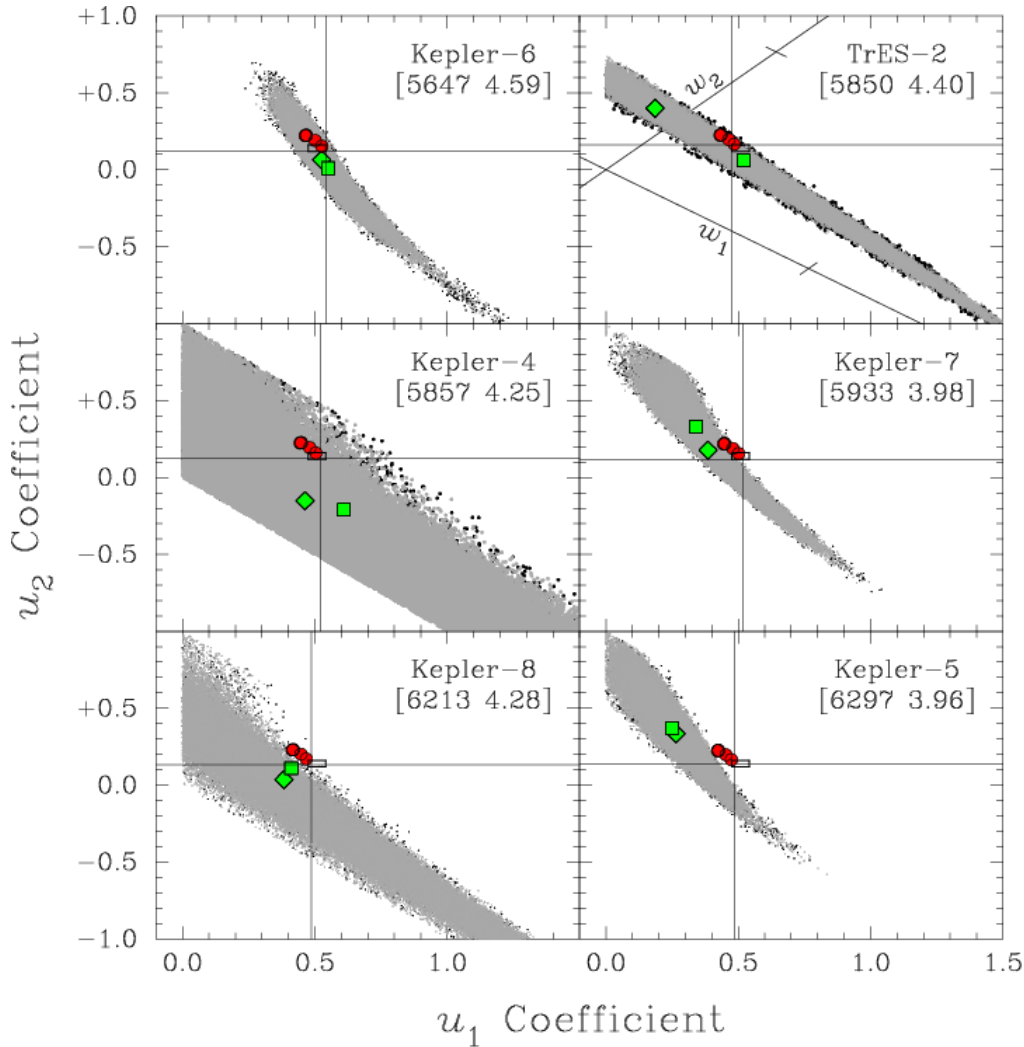 +1.0
Kepler-6
[5647 4.59]
TrES-2
[5850 4.40]
w2
w1
+0.5
0.0
-0.5
Kepler-4
[5857 4.25]
Kepler-7
[5933 3.98]
+0.5
0.0
-0.5
Kepler-8
[6213 4.28]
Kepler-5
[6297 3.96]
+0.5
0.0
-0.5
-1.0
0.0 0.5 1.0 0.0 0.5 1.0 1.5
u2 Coefficient
u1 Coefficient